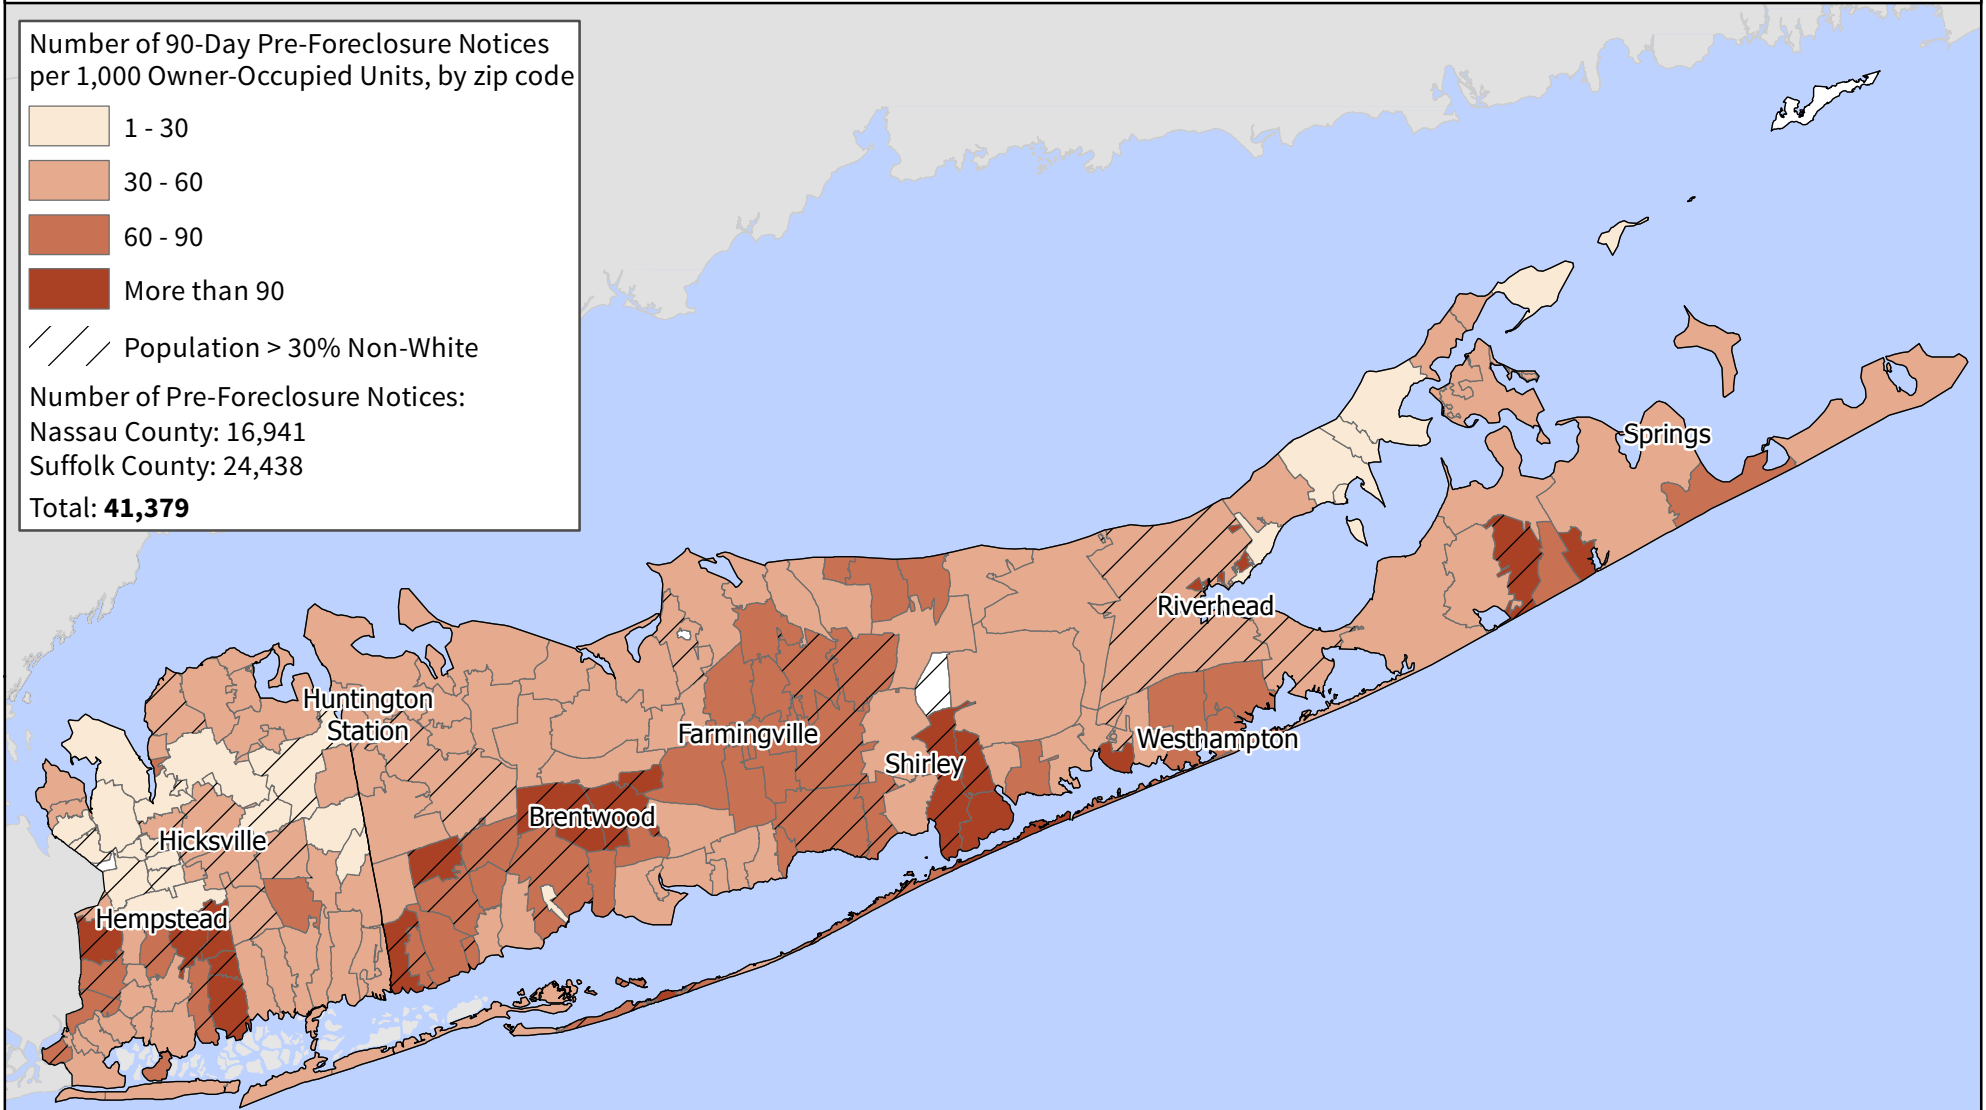 Number of 90-Day Pre-Foreclosure Notices
per 1,000 Owner-Occupied Units, by zip code
1 - 30
30 - 60
60 - 90
More than 90
Population > 30% Non-White
Number of Pre-Foreclosure Notices:
Nassau County: 16,941
Suffolk County: 24,438
Total: 41,379
Springs
Riverhead
Huntington
Station
Farmingville
Westhampton
Shirley
Brentwood
Hicksville
Hempstead